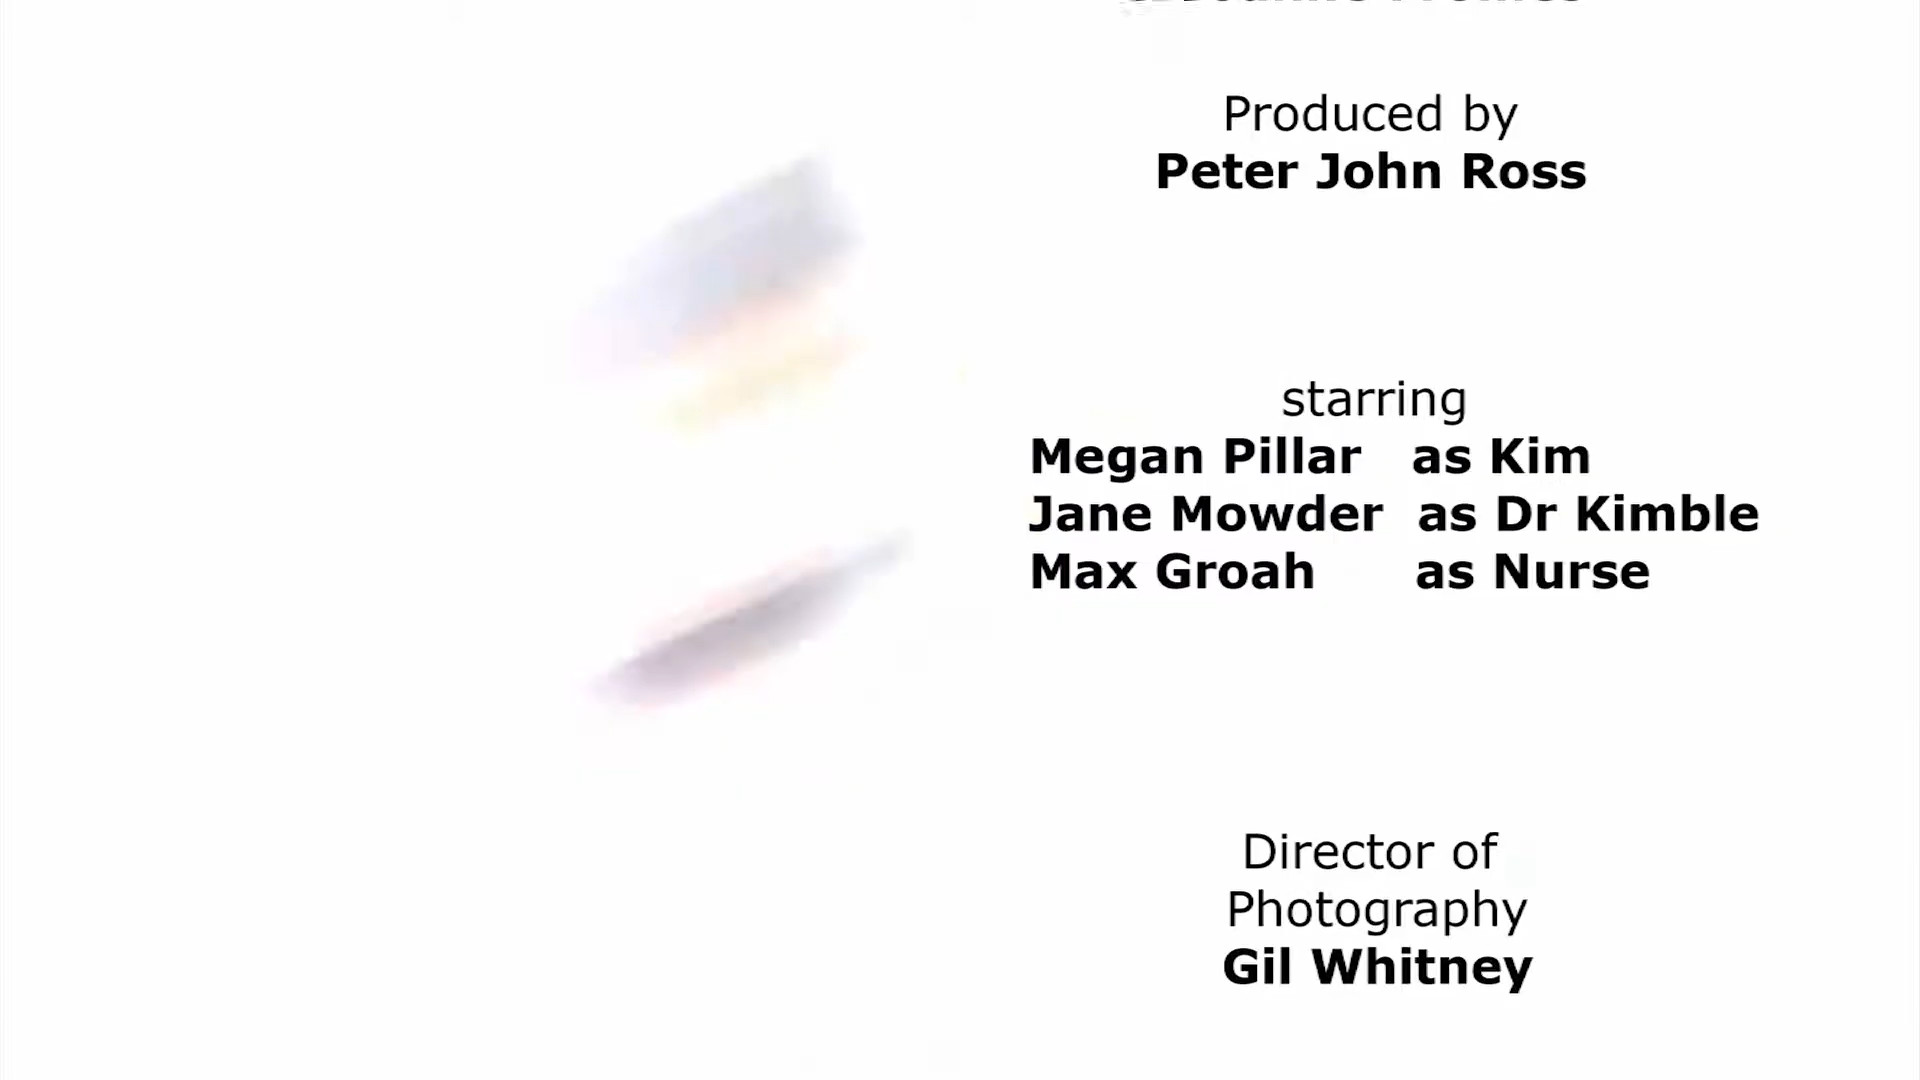 Produced by
Peter John Ross
starring
Megan Pillar as Kim
Jane Mowder as Dr Kimble
Max Groah as Nurse
Director of
Photography
Gil Whitney